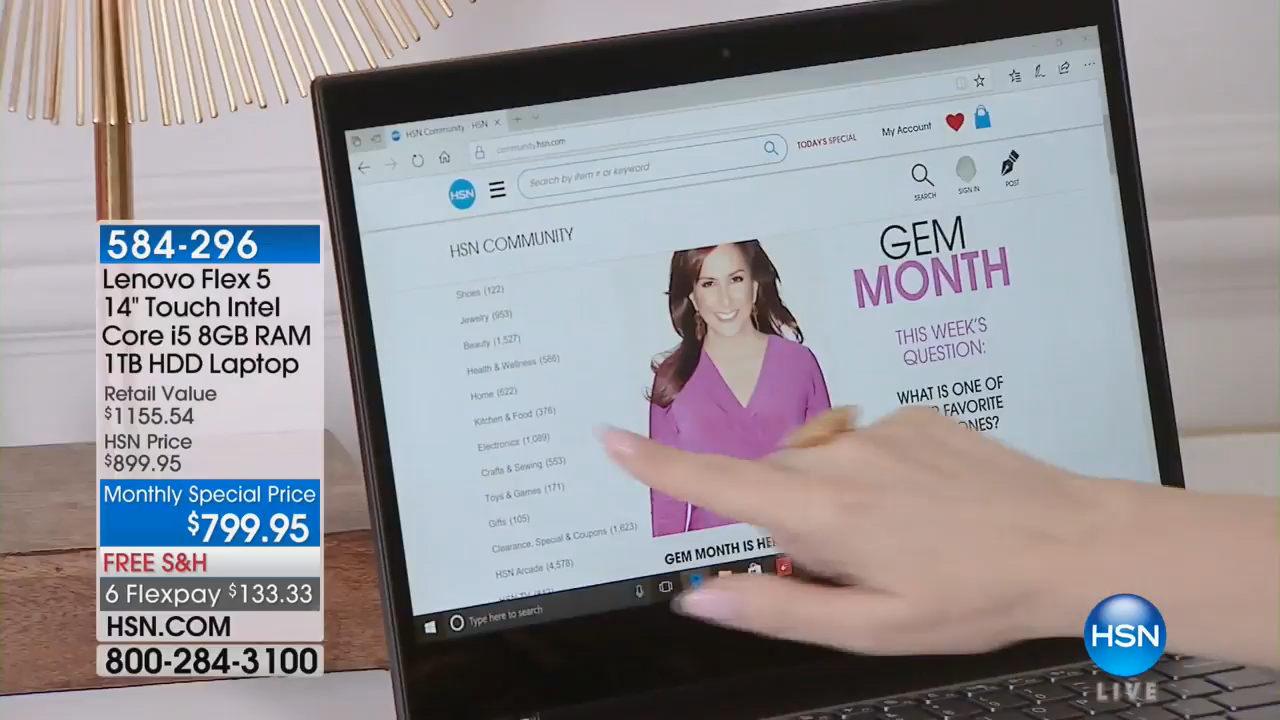 584-296
Lenovo Flex 5
14" Touch Intel
Core i5 8GB RAM
1TB HDD Laptop
Retail Value
$1155.54
HSN Price
$899.95
Monthly Special Price
$799.95
FREE S&H
6 Flexpay $133.33
HSN.COM
800-284-3100
HSN Community - HSN
community.hsn.com
HSN
Search by item # or keyword
TODAY'S SPECIAL
My Account
SEARCH
SIGN IN
POST
HSN COMMUNITY
Shoes (122)
Jewelry (953)
Beauty (1,527)
Health & Wellness (586)
Home (622)
Kitchen & Food (376)
Electronics (1,089)
Crafts & Sewing (553)
Toys & Games (171)
Gifts (105)
Clearance, Special & Coupons (1,623)
HSN Arcade (4,578)
GEM
MONTH
THIS WEEK'S
QUESTION:
WHAT IS ONE OF
FAVORITE
GEM MONTH IS
Type here to search
HSN
LIVE